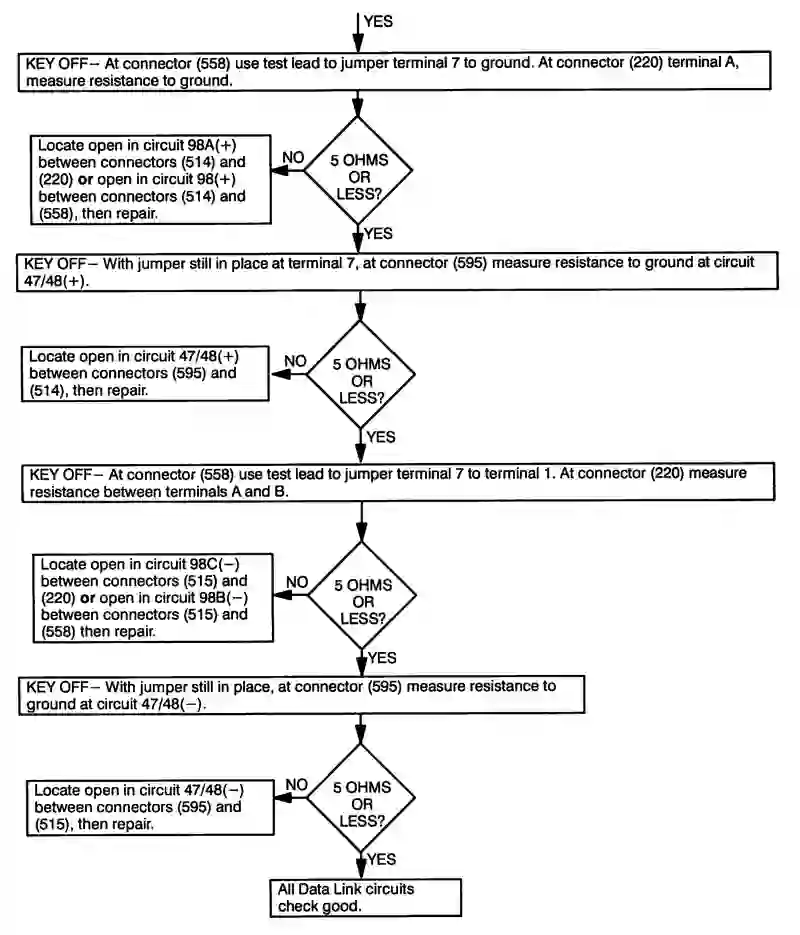 YES
KEY OFF– At connector (558) use test lead to jumper terminal 7 to ground. At connector (220) terminal A,
measure resistance to ground.
Locate open in circuit 98A(+)
between connectors (514) and
(220) or open in circuit 98(+)
between connectors (514) and
(558), then repair.
NO
5 OHMS
OR
LESS?
YES
KEY OFF– With jumper still in place at terminal 7, at connector (595) measure resistance to ground at circuit
47/48(+).
Locate open in circuit 47/48(+)
between connectors (595) and
(514), then repair.
NO
5 OHMS
OR
LESS?
YES
KEY OFF– At connector (558) use test lead to jumper terminal 7 to terminal 1. At connector (220) measure
resistance between terminals A and B.
Locate open in circuit 98C(–)
between connectors (515) and
(220) or open in circuit 98B(–)
between connectors (515) and
(558) then repair.
NO
5 OHMS
OR
LESS?
YES
KEY OFF– With jumper still in place, at connector (595) measure resistance to
ground at circuit 47/48(–).
Locate open in circuit 47/48(–)
between connectors (595) and
(515), then repair.
NO
5 OHMS
OR
LESS?
YES
All Data Link circuits
check good.